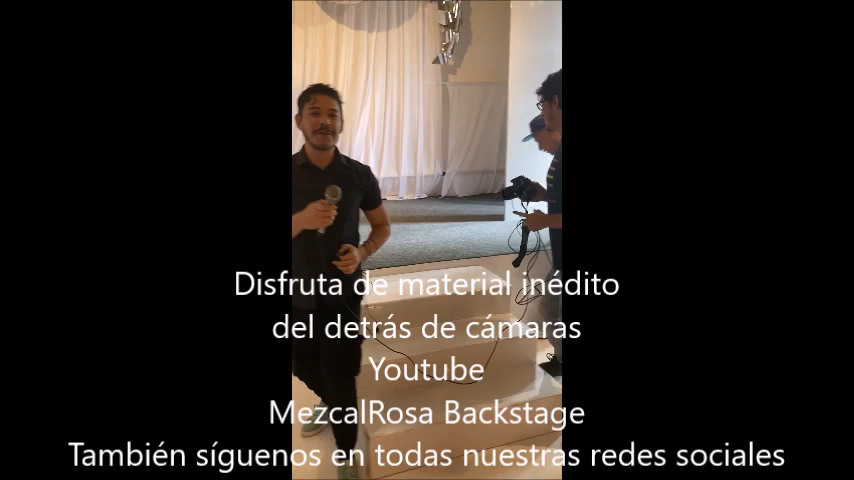 Disfruta de material inédito
del detrás de cámaras
Youtube
MezcalRosa Backstage
También síguenos en todas nuestras redes sociales